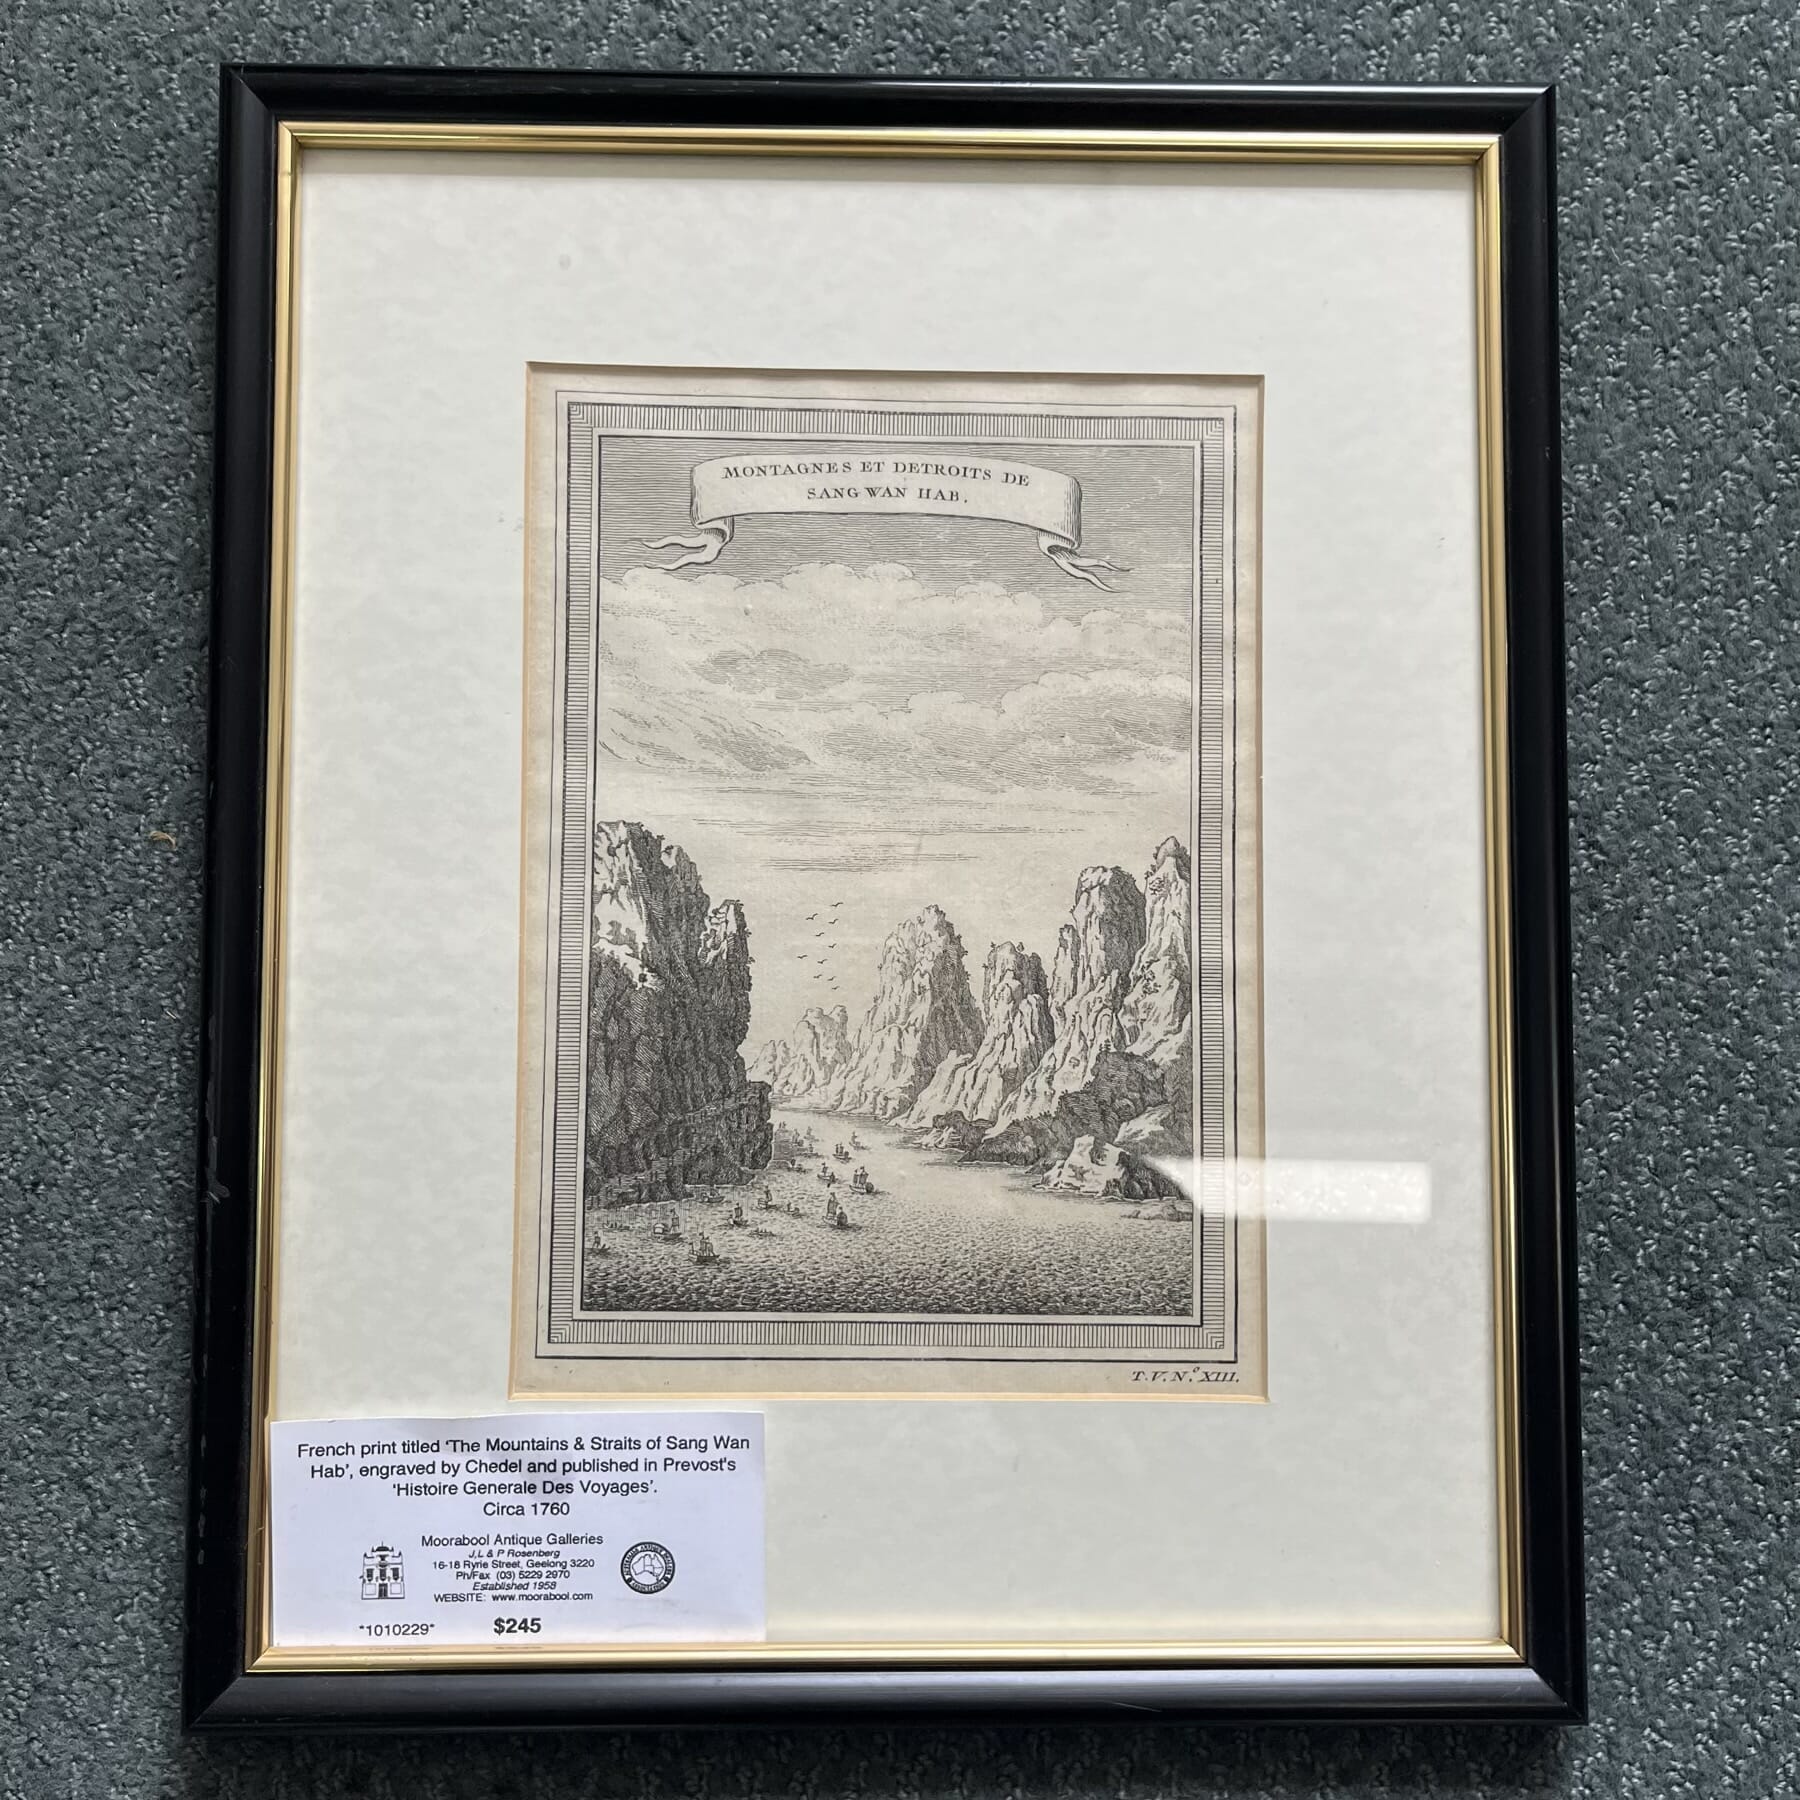 MONTAGNES ET DETROITS DE
SANG WAN HAB.
T.V.N.º XIII.
French print titled 'The Mountains & Straits of Sang Wan
Hab', engraved by Chedel and published in Prevost's
'Histoire Generale Des Voyages'.
Circa 1760
Moorabool Antique Galleries
J,L & P Rosenberg
16-18 Ryrie Street, Geelong 3220
Ph/Fax (03) 5229 2970
Established 1958
WEBSITE: www.moorabool.com
*1010229*
$245